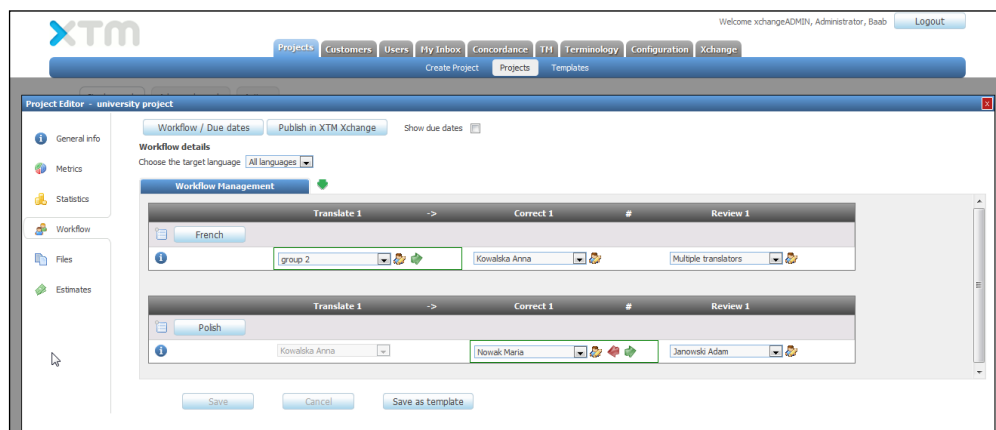 Welcome xchangeADMIN, Administrator, Baab Logout
XTM
Projects Customers Users My Inbox Concordance TM Terminology Configuration Xchange
Create Project Projects Templates
Project Editor - university project X
Workflow / Due dates Publish in XTM Xchange Show due dates
General info
Workflow details
Choose the target language All languages
Metrics
Workflow Management
Statistics
Translate 1 -> Correct 1 # Review 1
Workflow
French
Files
group 2 Kowalska Anna Multiple translators
Estimates
Translate 1 -> Correct 1 # Review 1
Polish
Kowalska Anna Nowak Maria Janowski Adam
Save Cancel Save as template